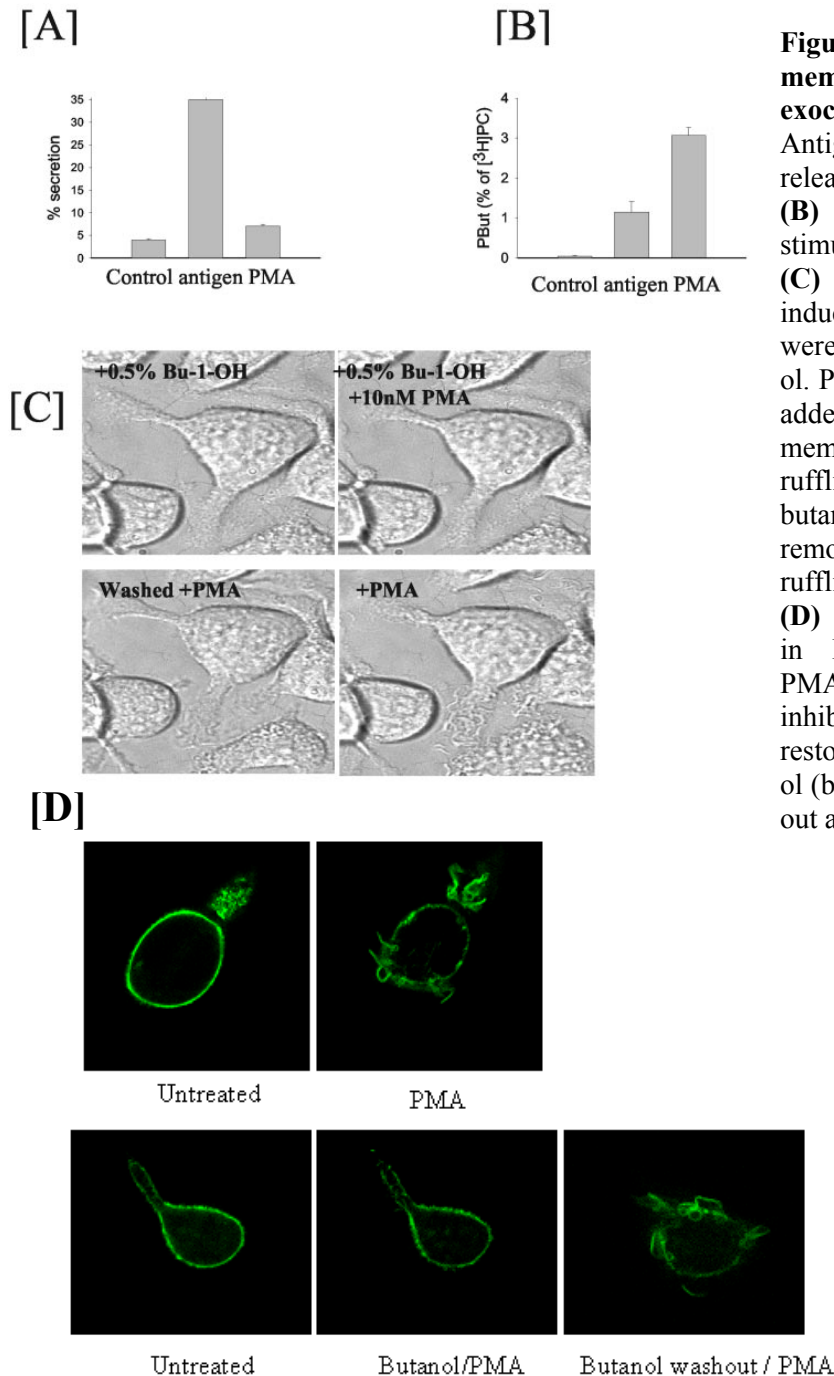 [A]
% secretion
35
30
25
20
15
10
5
0
Control antigen PMA
[B]
PBut (% of [³H]PC)
4
3
2
1
0
Control antigen PMA
[C]
+0.5% Bu-1-OH
+0.5% Bu-1-OH
+10nM PMA
Washed +PMA
+PMA
[D]
Untreated
PMA
Untreated
Butanol/PMA
Butanol washout / PMA
Figu
mem
exoc
Antig
relea
(B)
stimu
(C)
induc
were
ol. P
adde
mem
ruffli
butan
remo
ruffli
(D)
in
PMA
inhib
resto
ol (b
out a